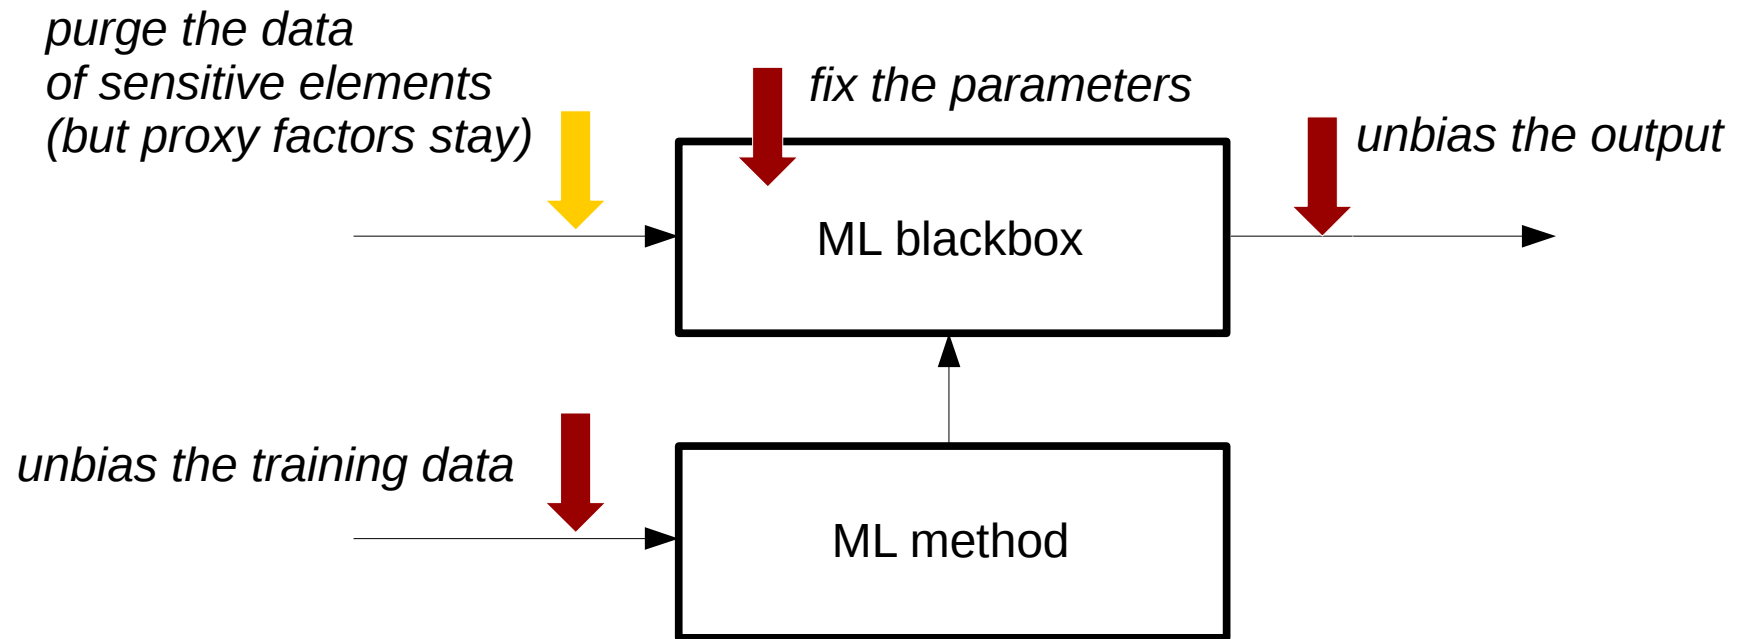 purge the data
of sensitive elements
(but proxy factors stay)
fix the parameters
unbias the output
ML blackbox
unbias the training data
ML method